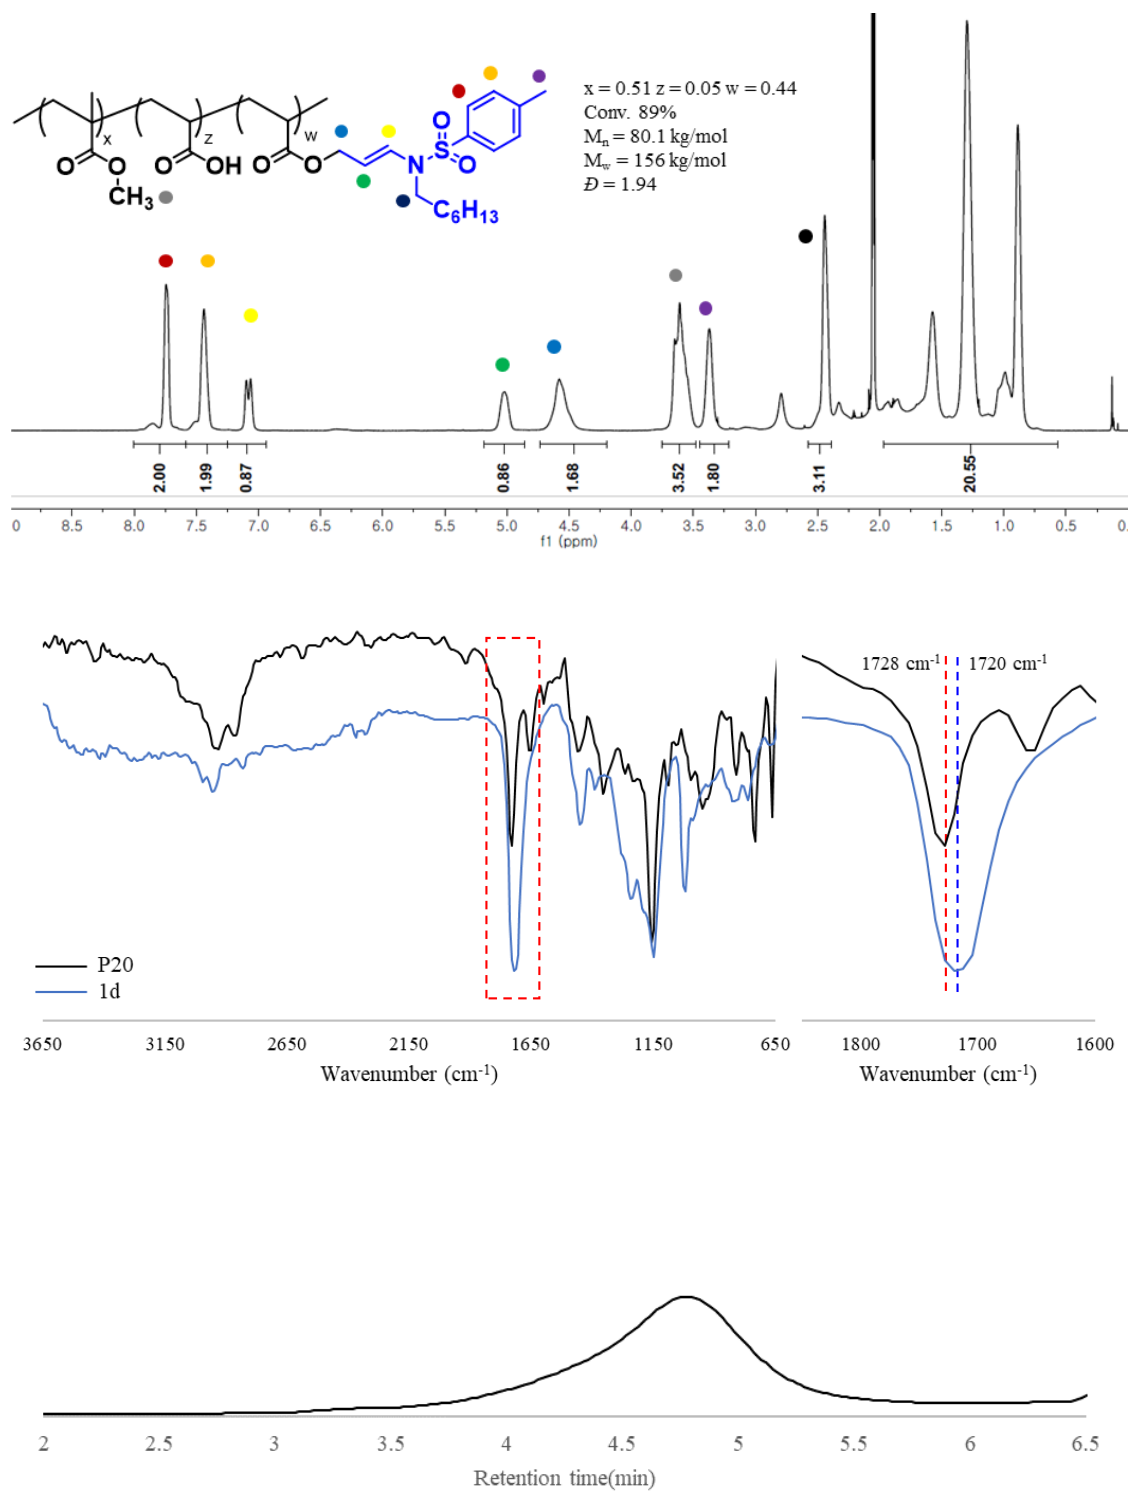 x = 0.51 z = 0.05 w = 0.44
Conv. 89%
Mn = 80.1 kg/mol
Mw = 156 kg/mol
Đ = 1.94
x
z
w
O
O
CH3
O
OH
O
O
N
S
O
O
C6H13
2.00
1.99
0.87
0.86
1.68
3.52
1.80
3.11
20.55
0 8.5 8.0 7.5 7.0 6.5 6.0 5.5 5.0 4.5 4.0 3.5 3.0 2.5 2.0 1.5 1.0 0.5 0.
f1 (ppm)
1728 cm-1 1720 cm-1
P20
1d
3650 3150 2650 2150 1650 1150 650
Wavenumber (cm-1)
1800 1700 1600
Wavenumber (cm-1)
2 2.5 3 3.5 4 4.5 5 5.5 6 6.5
Retention time(min)